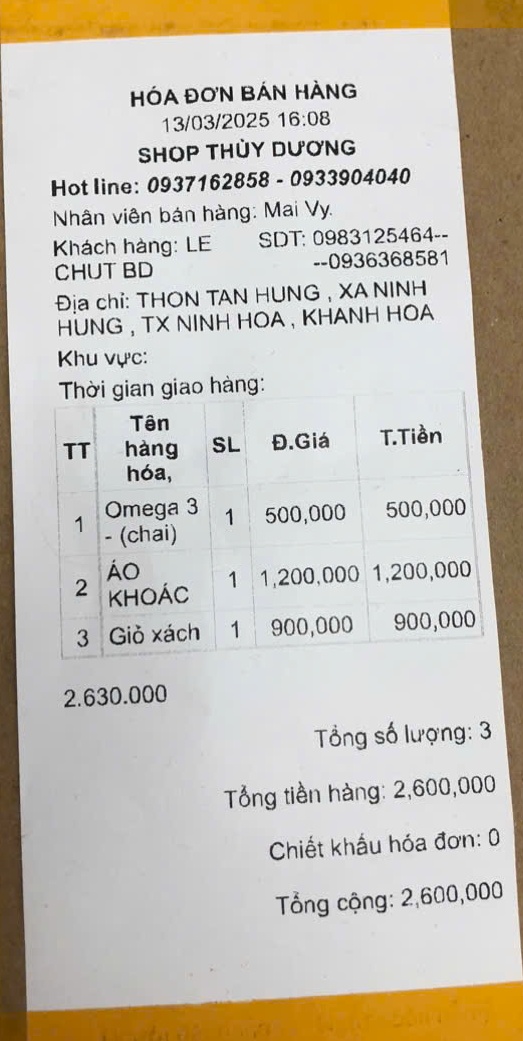 HÓA ĐƠN BÁN HÀNG
13/03/2025 16:08
SHOP THÙY DƯƠNG
Hot line: 0937162858 - 0933904040
Nhân viên bán hàng: Mai Vy.
Khách hàng: LE SDT: 0983125464--
CHUT BD --0936368581
Địa chỉ: THON TAN HUNG , XA NINH
HUNG , TX NINH HOA , KHANH HOA
Khu vực:
Thời gian giao hàng:
TT Tên hàng hóa, SL Đ.Giá T.Tiền
1 Omega 3 - (chai) 1 500,000 500,000
2 ÁO KHOÁC 1 1,200,000 1,200,000
3 Giỏ xách 1 900,000 900,000
2.630.000
Tổng số lượng: 3
Tổng tiền hàng: 2,600,000
Chiết khấu hóa đơn: 0
Tổng cộng: 2,600,000